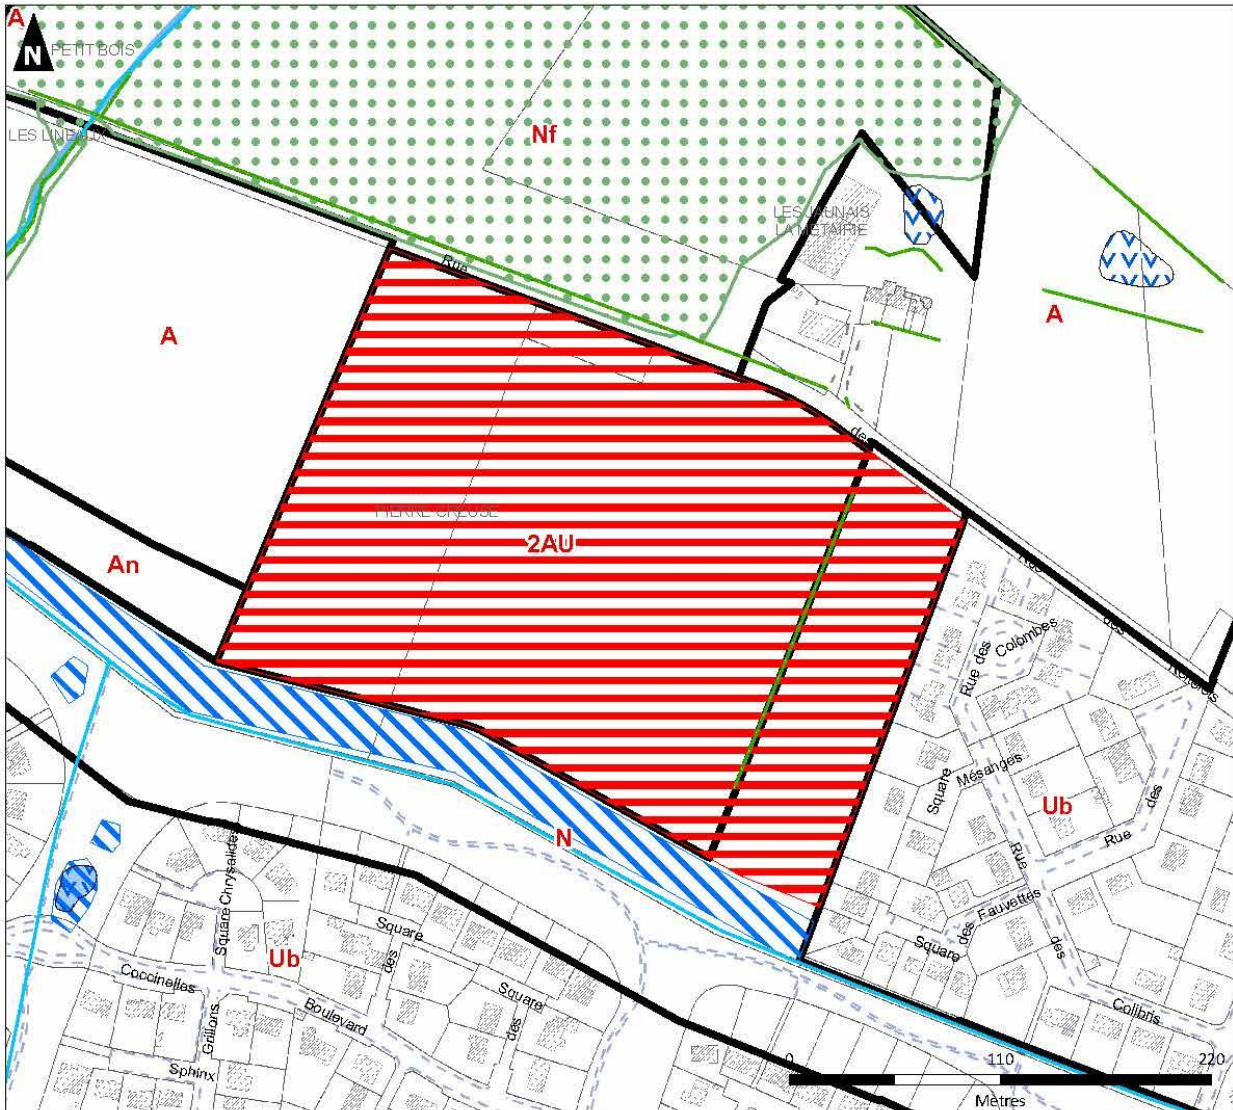 A
N
PETIT BOIS
LES LINEAUX
Nf
LES JAUNAIS
LA METAIRIE
Rue
A
A
des
PIERRE CREUSE
2AU
An
Rue des
Colombes
des
Square
Mésanges
Ub
des
Rue
Rue
N
Fauvettes
Square
des
des
Square Chrysalides
Square
des
Ub
Coccinelles
Square
des
Boulevard
Grillons
Colibris
Sphinx
0 110 220
Mètres